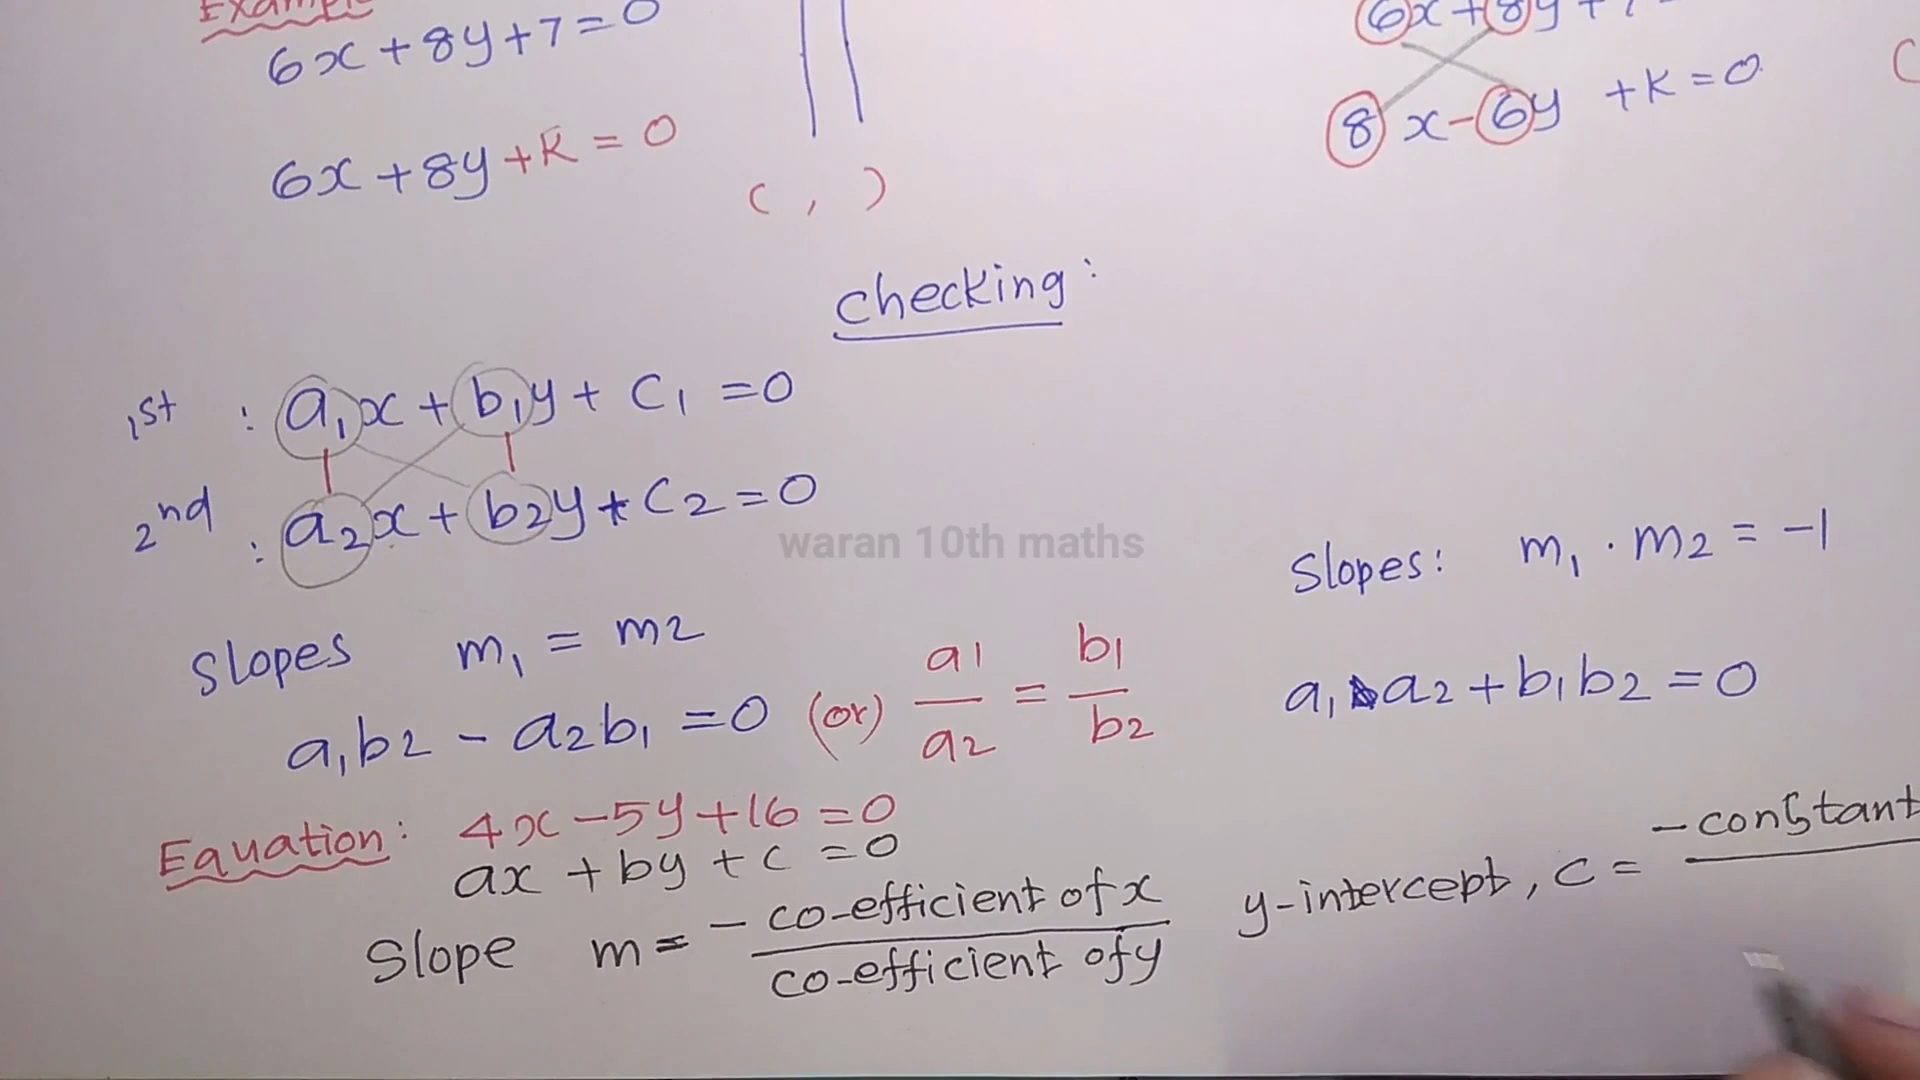 Example
6x + 8y + 7 = 0
6x + 8y + k = 0
( , )
6x + 8y +
8x - 6y + k = 0
checking :
1st : a₁x + b₁y + c₁ = 0
2nd : a₂x + b₂y + c₂ = 0
waran 10th maths
Slopes m₁ = m₂
a₁b₂ - a₂b₁ = 0 (or) a₁/a₂ = b₁/b₂
Slopes: m₁ · m₂ = -1
a₁a₂ + b₁b₂ = 0
Equation: 4x - 5y + 16 = 0
ax + by + c = 0
Slope m = - co-efficient of x / co-efficient of y
y-intercept, c = - constant